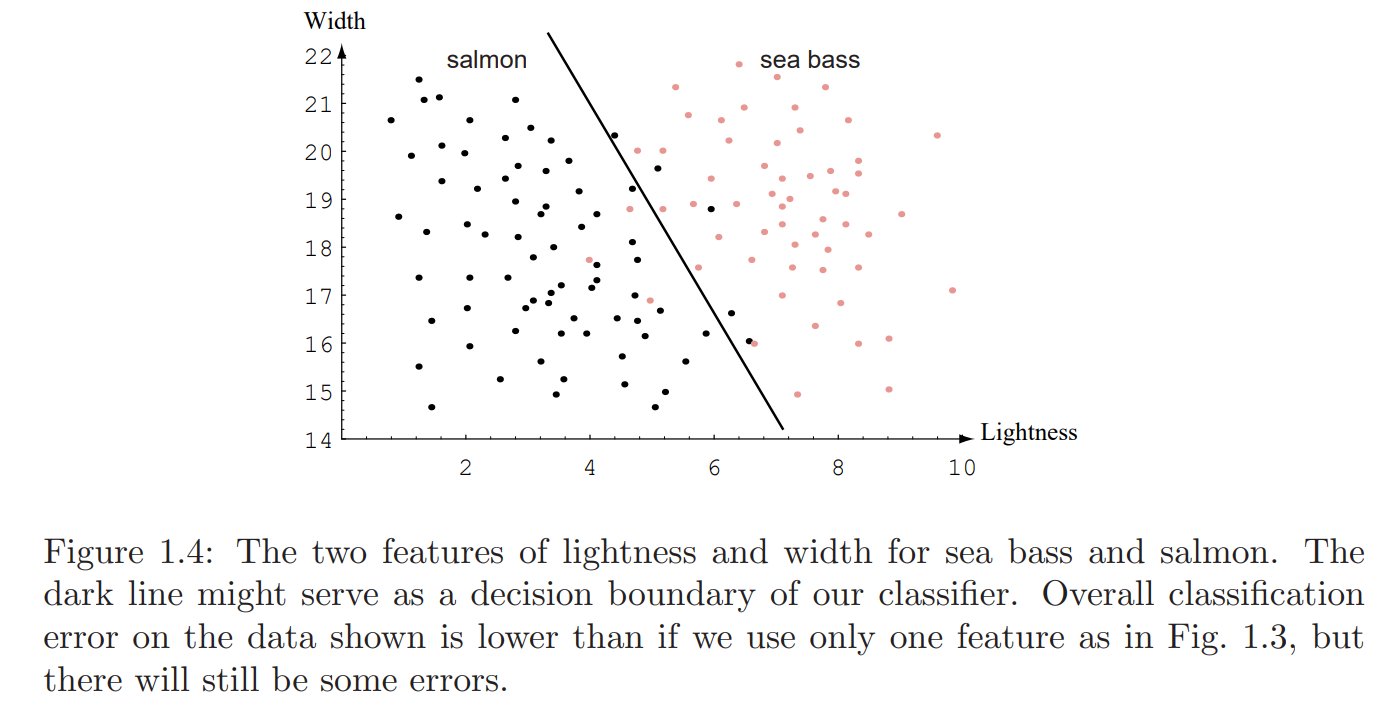 Width
salmon
sea bass
22
21
20
19
18
17
16
15
14
Lightness
2 4 6 8 10
Figure 1.4: The two features of lightness and width for sea bass and salmon. The
dark line might serve as a decision boundary of our classifier. Overall classification
error on the data shown is lower than if we use only one feature as in Fig. 1.3, but
there will still be some errors.